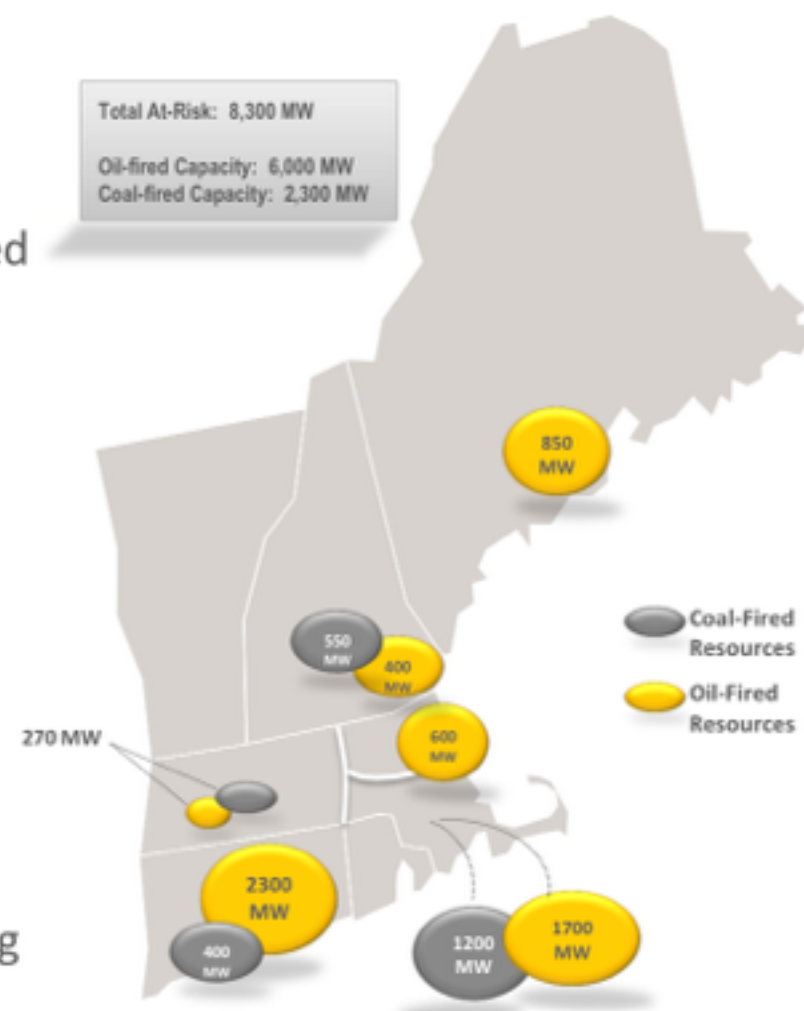 Total At-Risk: 8,300 MW
Oil-fired Capacity: 6,000 MW
Coal-fired Capacity: 2,300 MW
ed
850
MW
550
MW
400
MW
Coal-Fired
Resources
Oil-Fired
Resources
600
MW
270 MW
2300
MW
400
MW
1200
MW
1700
MW
g